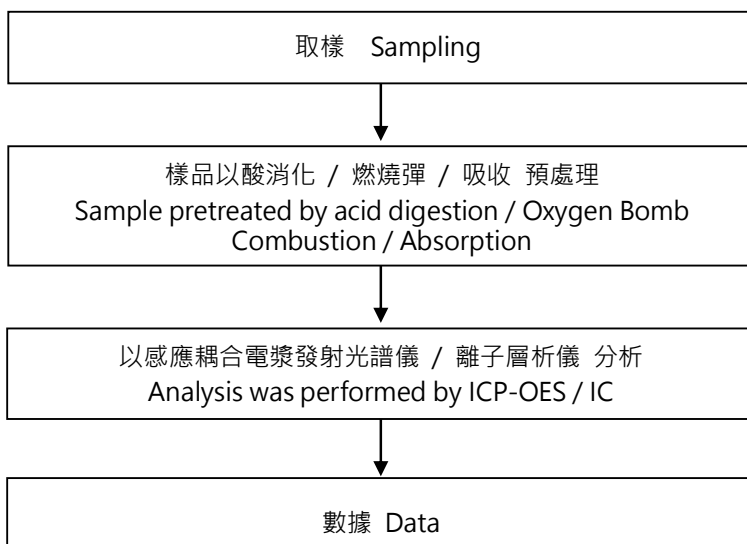 取樣 Sampling
樣品以酸消化 / 燃燒彈 / 吸收 預處理
Sample pretreated by acid digestion / Oxygen Bomb
Combustion / Absorption
以感應耦合電漿發射光譜儀 / 離子層析儀 分析
Analysis was performed by ICP-OES / IC
數據 Data